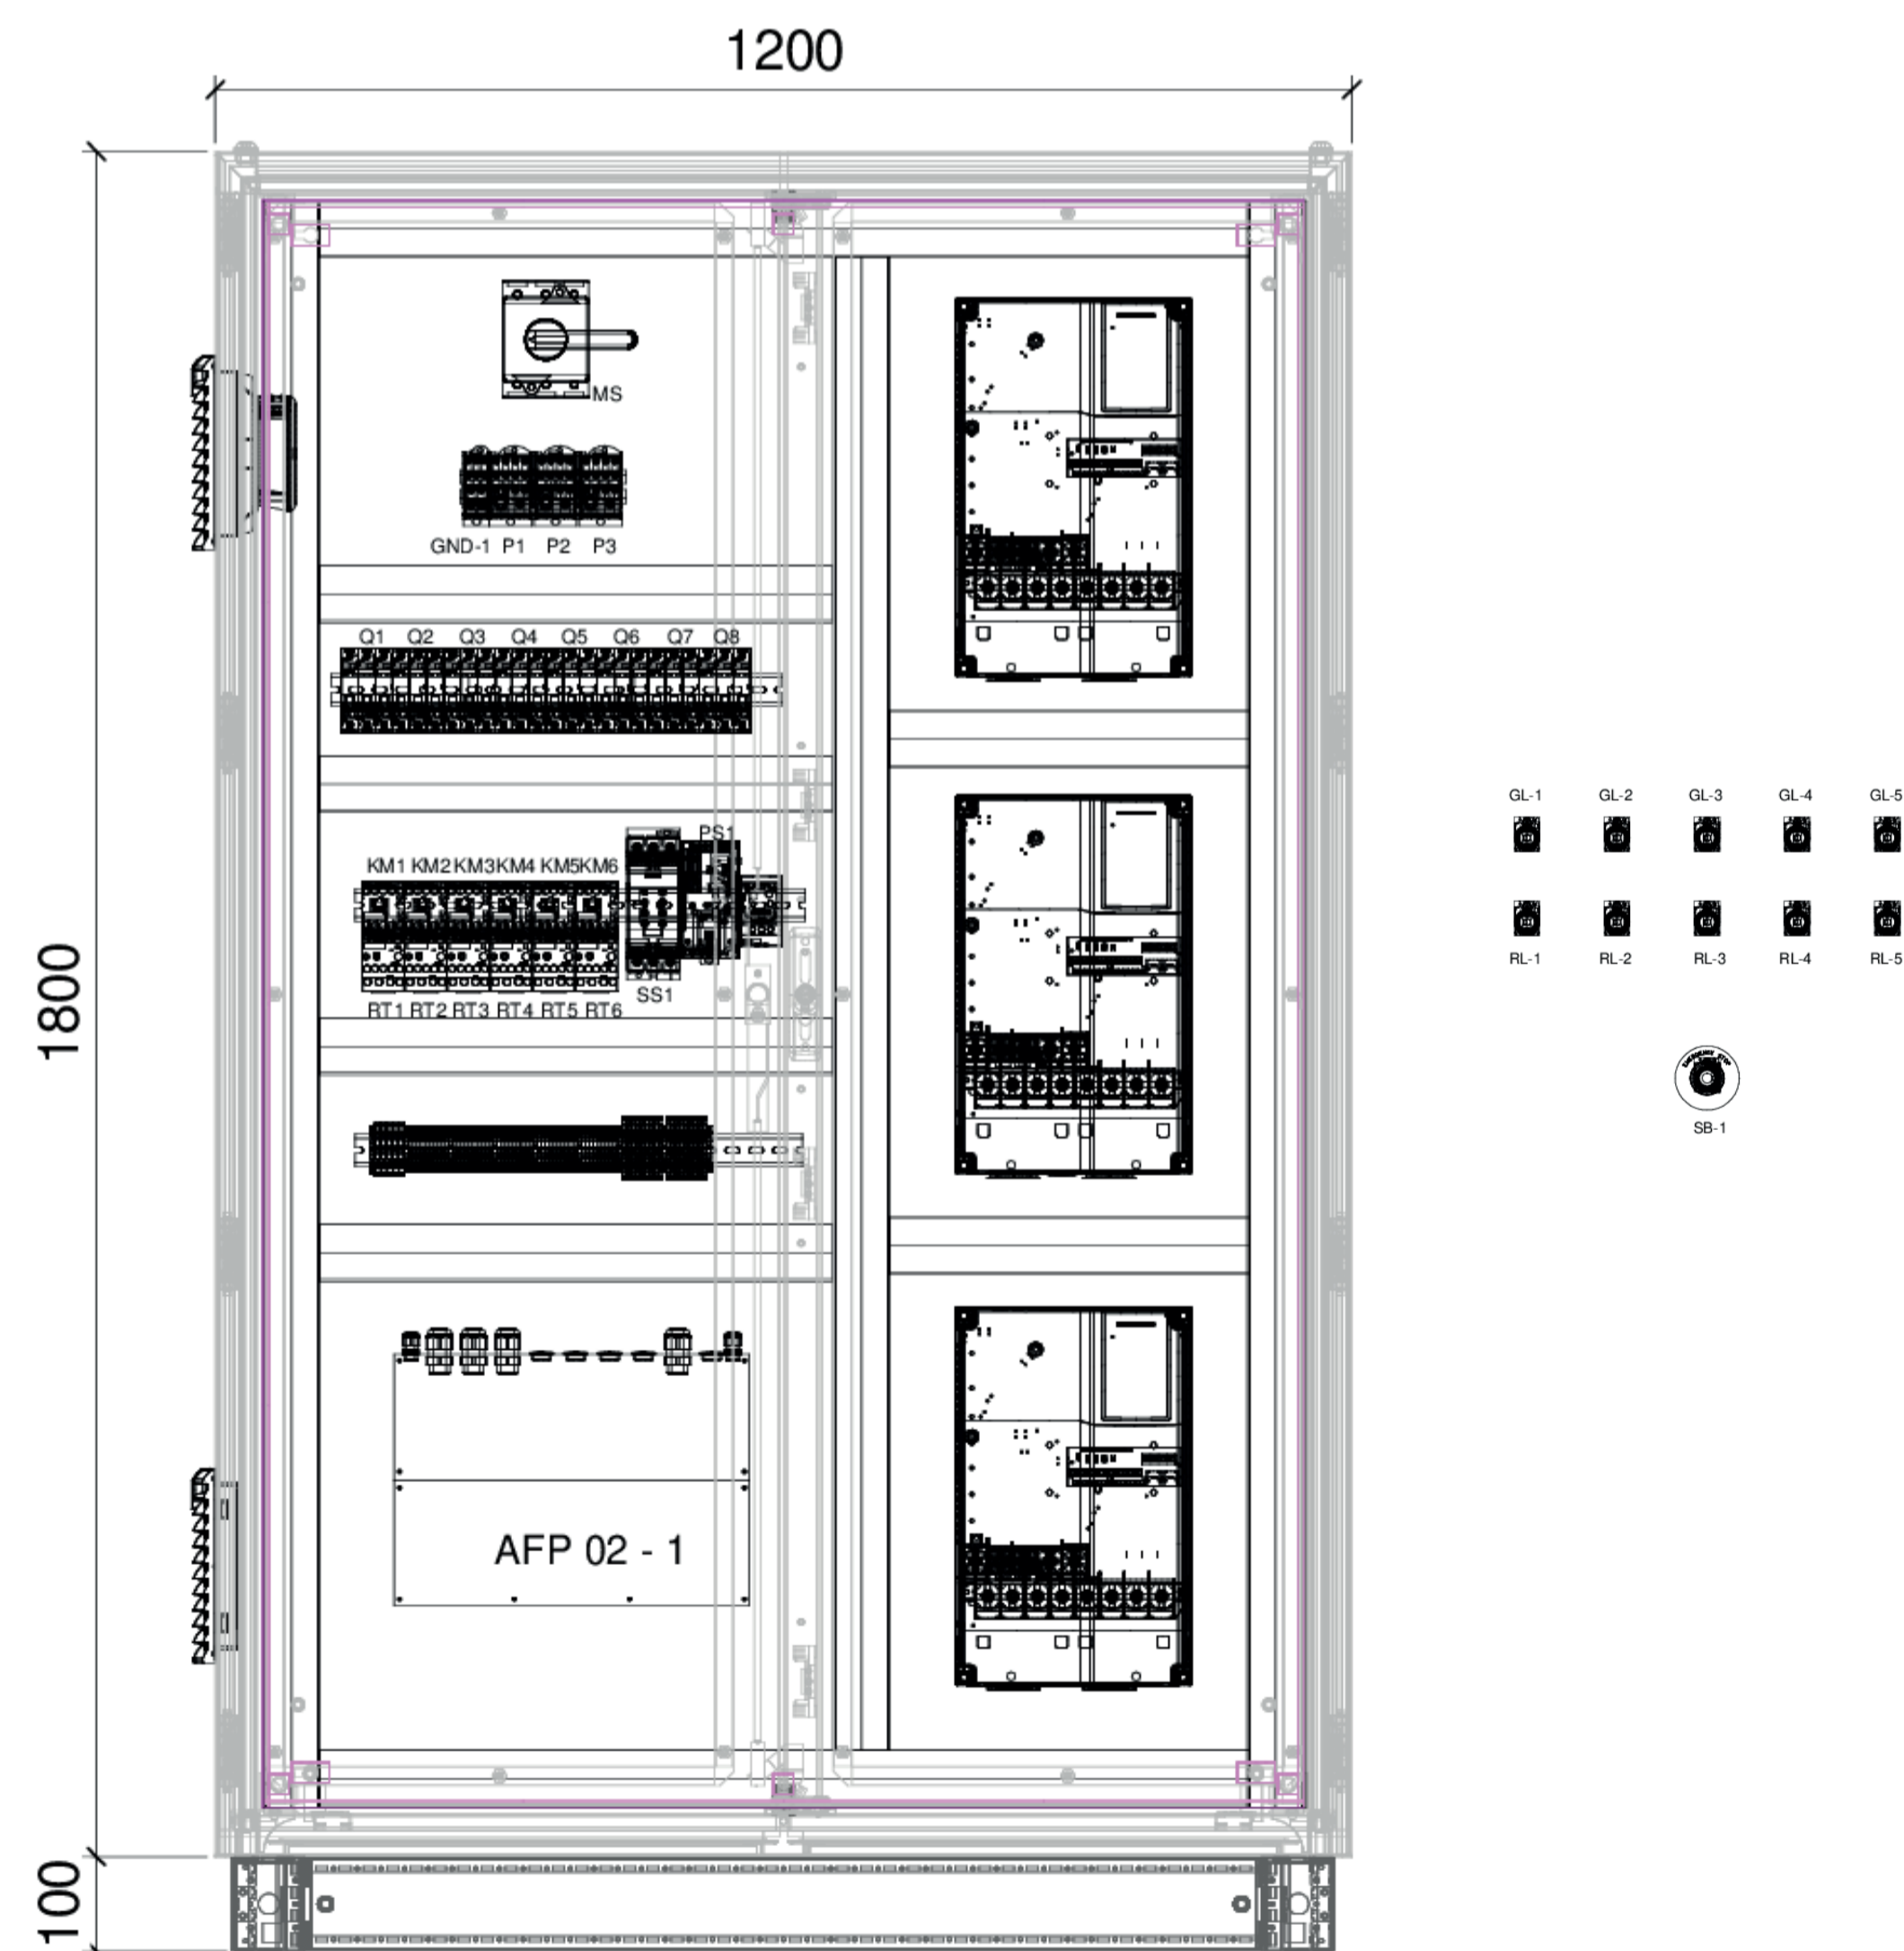 1200
MS
GND-1 P1 P2 P3
Q1 Q2 Q3 Q4 Q5 Q6 Q7 Q8
GL-1 GL-2 GL-3 GL-4 GL-5
PS1
KM1 KM2 KM3 KM4 KM5 KM6
RL-1 RL-2 RL-3 RL-4 RL-5
SS1
RT1 RT2 RT3 RT4 RT5 RT6
1800
EMERGENCY STOP
SB-1
AFP 02 - 1
100